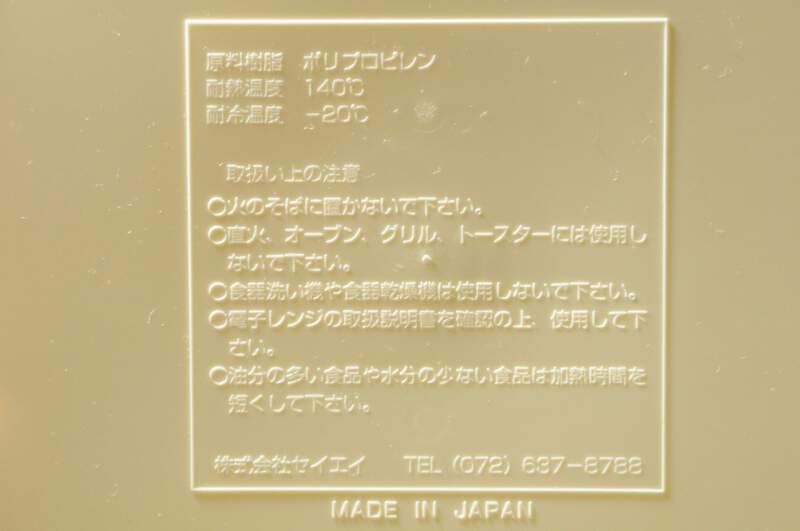 原料樹脂 ポリプロピレン
耐熱温度 140℃
耐冷温度 −20℃
取扱い上の注意
○火のそばに置かないで下さい。
○直火、オーブン、グリル、トースターには使用し
ないで下さい。
○食器洗い機や食器乾燥機は使用しないで下さい。
○電子レンジの取扱説明書を確認の上、使用して下
さい。
○油分の多い食品や水分の少ない食品は加熱時間を
短くして下さい。
株式会社セイエイ TEL (072) 637−8788
MADE IN JAPAN